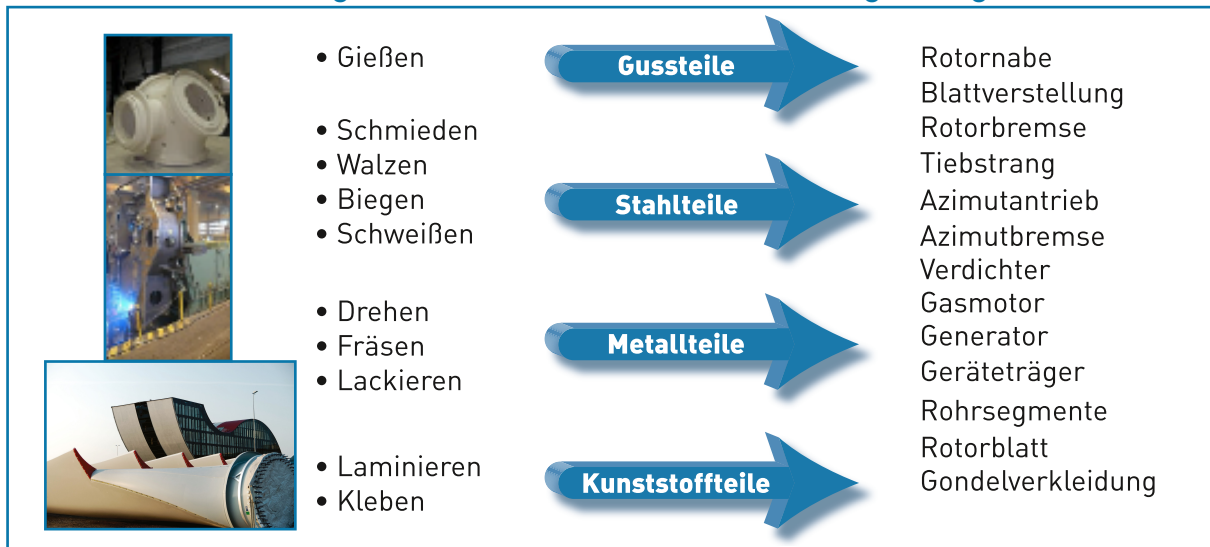 • Gießen
• Schmieden
• Walzen
• Biegen
• Schweißen
• Drehen
• Fräsen
• Lackieren
• Laminieren
• Kleben
Gussteile
Stahlteile
Metallteile
Kunststoffteile
Rotornabe
Blattverstellung
Rotorbremse
Tiebstrang
Azimutantrieb
Azimutbremse
Verdichter
Gasmotor
Generator
Geräteträger
Rohrsegmente
Rotorblatt
Gondelverkleidung